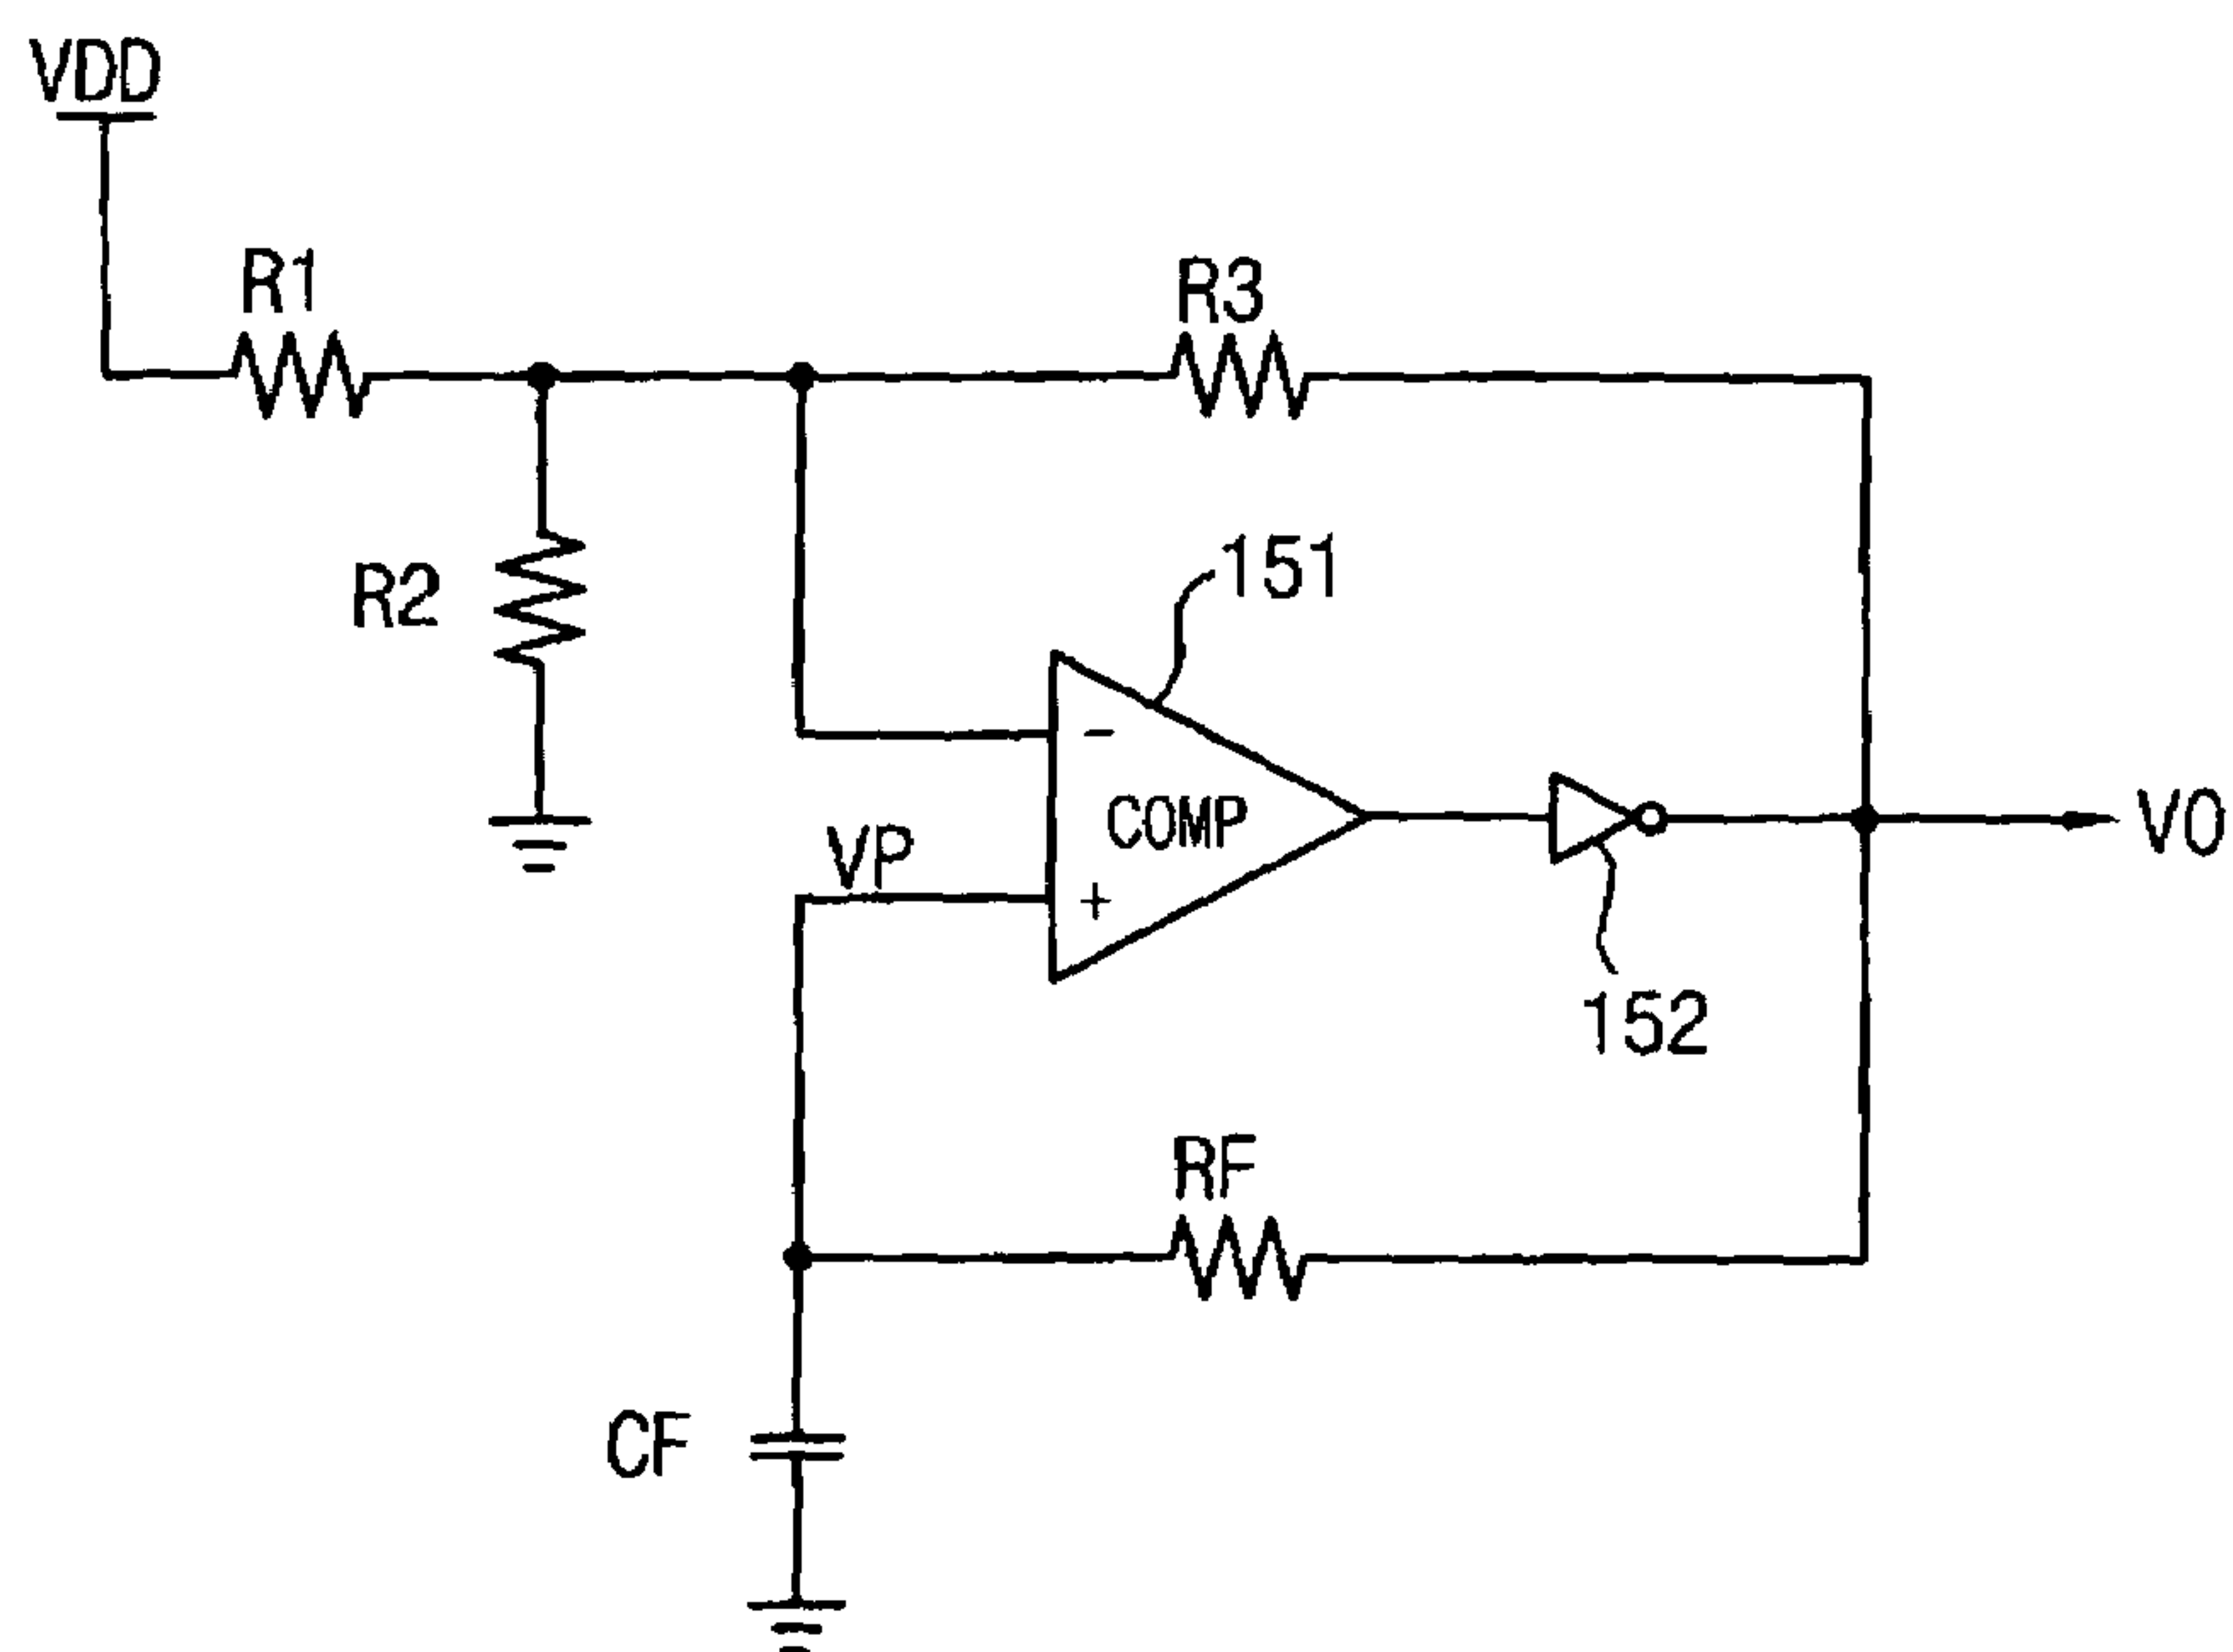 VDD
R1
R3
R2
151
-
COMP
VP
+
VO
152
RF
CF